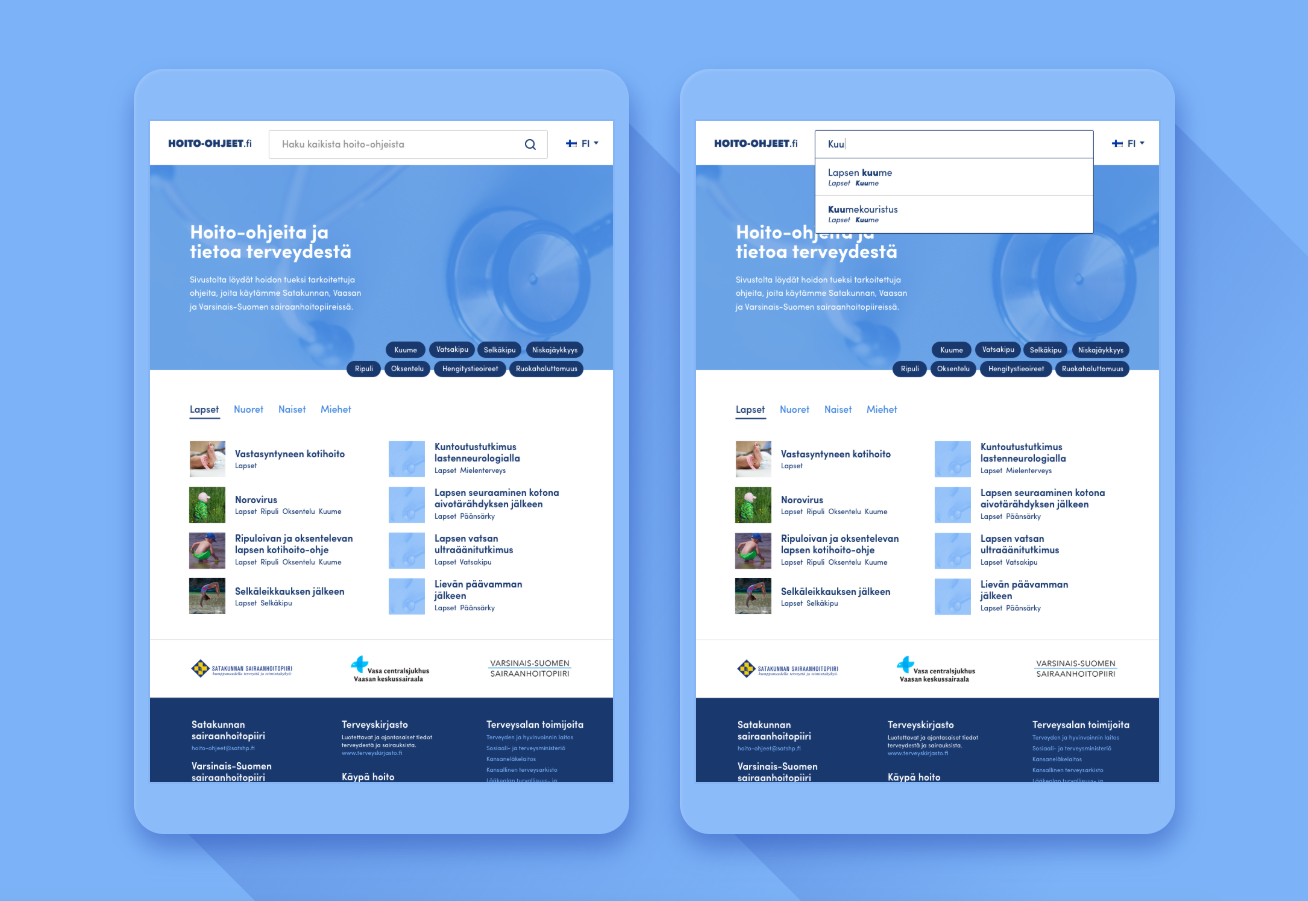 HOITO-OHJEET.fi
Haku kaikista hoito-ohjeista
FI
Hoito-ohjeita ja
tietoa terveydestä
Sivustolta löydät hoidon tueksi tarkoitettuja
ohjeita, joita käytämme Satakunnan, Vaasan
ja Varsinais-Suomen sairaanhoitopiireissä.
Kuume Vatsakipu Selkäkipu Niskajäykkyys
Ripuli Oksentelu Hengitystieoireet Ruokahaluttomuus
Lapset Nuoret Naiset Miehet
Vastasyntyneen kotihoito
Lapset
Norovirus
Lapset Ripuli Oksentelu Kuume
Ripuloivan ja oksentelevan
lapsen kotihoito-ohje
Lapset Ripuli Oksentelu Kuume
Selkäleikkauksen jälkeen
Lapset Selkäkipu
Kuntoutustutkimus
lastenneurologialla
Lapset Mielenterveys
Lapsen seuraaminen kotona
aivotärähdyksen jälkeen
Lapset Päänsärky
Lapsen vatsan
ultraäänitutkimus
Lapset Vatsakipu
Lievän päävamman
jälkeen
Lapset Päänsärky
SATAKUNNAN SAIRAANHOITOPIIRI
Vasa centralsjukhus
Vaasan keskussairaala
VARSINAIS-SUOMEN
SAIRAANHOITOPIIRI
Satakunnan
sairaanhoitopiiri
hoito-ohjeet@satshp.fi
Varsinais-Suomen
sairaanhoitopiiri
Terveyskirjasto
Luotettavat ja ajantasaiset tiedot
terveydestä ja sairauksista.
www.terveyskirjasto.fi
Käypä hoito
Terveysalan toimijoita
Terveyden ja hyvinvoinnin laitos
Sosiaali- ja terveysministeriö
Kansaneläkelaitos
Kansallinen terveysarkisto
HOITO-OHJEET.fi
Kuu
FI
Lapsen kuume
Lapset Kuume
Kuumekouristus
Lapset Kuume
Hoito-ohjeita ja
tietoa terveydestä
Sivustolta löydät hoidon tueksi tarkoitettuja
ohjeita, joita käytämme Satakunnan, Vaasan
ja Varsinais-Suomen sairaanhoitopiireissä.
Kuume Vatsakipu Selkäkipu Niskajäykkyys
Ripuli Oksentelu Hengitystieoireet Ruokahaluttomuus
Lapset Nuoret Naiset Miehet
Vastasyntyneen kotihoito
Lapset
Norovirus
Lapset Ripuli Oksentelu Kuume
Ripuloivan ja oksentelevan
lapsen kotihoito-ohje
Lapset Ripuli Oksentelu Kuume
Selkäleikkauksen jälkeen
Lapset Selkäkipu
Kuntoutustutkimus
lastenneurologialla
Lapset Mielenterveys
Lapsen seuraaminen kotona
aivotärähdyksen jälkeen
Lapset Päänsärky
Lapsen vatsan
ultraäänitutkimus
Lapset Vatsakipu
Lievän päävamman
jälkeen
Lapset Päänsärky
SATAKUNNAN SAIRAANHOITOPIIRI
Vasa centralsjukhus
Vaasan keskussairaala
VARSINAIS-SUOMEN
SAIRAANHOITOPIIRI
Satakunnan
sairaanhoitopiiri
hoito-ohjeet@satshp.fi
Varsinais-Suomen
sairaanhoitopiiri
Terveyskirjasto
Luotettavat ja ajantasaiset tiedot
terveydestä ja sairauksista.
www.terveyskirjasto.fi
Käypä hoito
Terveysalan toimijoita
Terveyden ja hyvinvoinnin laitos
Sosiaali- ja terveysministeriö
Kansaneläkelaitos
Kansallinen terveysarkisto